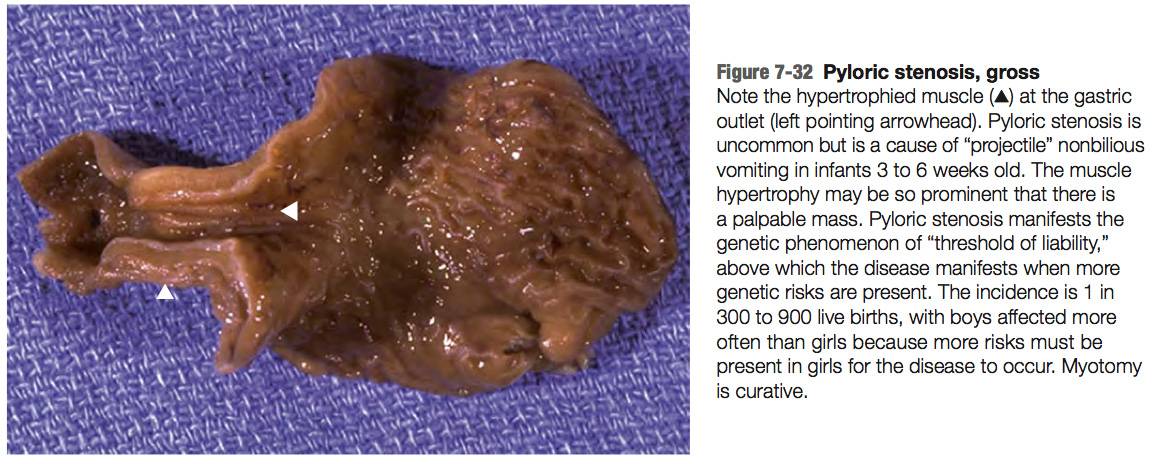 Figure 7-32 Pyloric stenosis, gross
Note the hypertrophied muscle (▲) at the gastric
outlet (left pointing arrowhead). Pyloric stenosis is
uncommon but is a cause of “projectile” nonbilious
vomiting in infants 3 to 6 weeks old. The muscle
hypertrophy may be so prominent that there is
a palpable mass. Pyloric stenosis manifests the
genetic phenomenon of “threshold of liability,”
above which the disease manifests when more
genetic risks are present. The incidence is 1 in
300 to 900 live births, with boys affected more
often than girls because more risks must be
present in girls for the disease to occur. Myotomy
is curative.